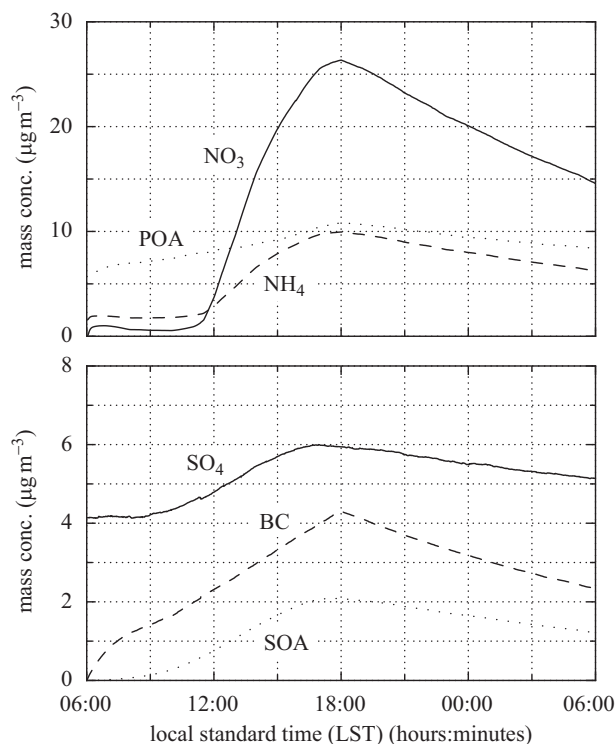 30
20
10
0
mass conc. (µg m⁻³)
NO₃
POA
NH₄
8
6
4
2
0
mass conc. (µg m⁻³)
SO₄
BC
SOA
06:00 12:00 18:00 00:00 06:00
local standard time (LST) (hours:minutes)